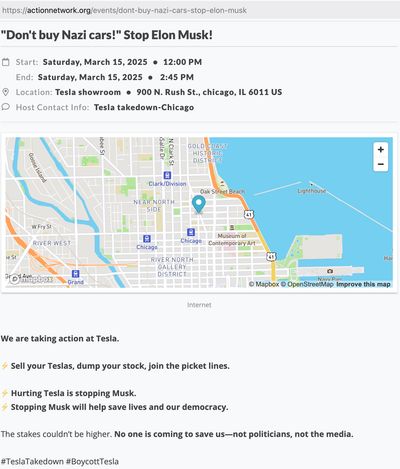 https://actionnetwork.org/events/dont-buy-nazi-cars-stop-elon-musk
"Don't buy Nazi cars!" Stop Elon Musk!
Start: Saturday, March 15, 2025 • 12:00 PM
End: Saturday, March 15, 2025 • 2:45 PM
Location: Tesla showroom • 900 N. Rush St., chicago, IL 6011 US
Host Contact Info: Tesla takedown-Chicago
Goose Island
N Clark St
GOLD COAST
HISTORIC
DISTRICT
Oak Street Beach
Lighthouse
Clark/Division
NEAR NORTH
SIDE
41
W Fry St
Chicago
Chicago
Museum of
Contemporary Art
RIVER WEST
RIVER NORTH
GALLERY
DISTRICT
41
Grand
Navy Pier
+
−
mapbox
© Mapbox © OpenStreetMap Improve this map
Internet
We are taking action at Tesla.
⚡ Sell your Teslas, dump your stock, join the picket lines.
⚡ Hurting Tesla is stopping Musk.
⚡ Stopping Musk will help save lives and our democracy.
The stakes couldn't be higher. No one is coming to save us—not politicians, not the media.
#TeslaTakedown #BoycottTesla